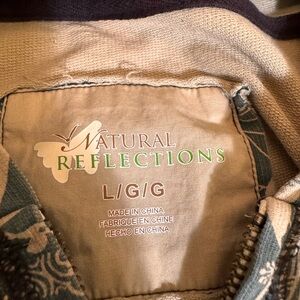 NATURAL
REFLECTIONS
L/G/G
MADE IN CHINA
FABRIQUÉ EN CHINE
HECHO EN CHINA